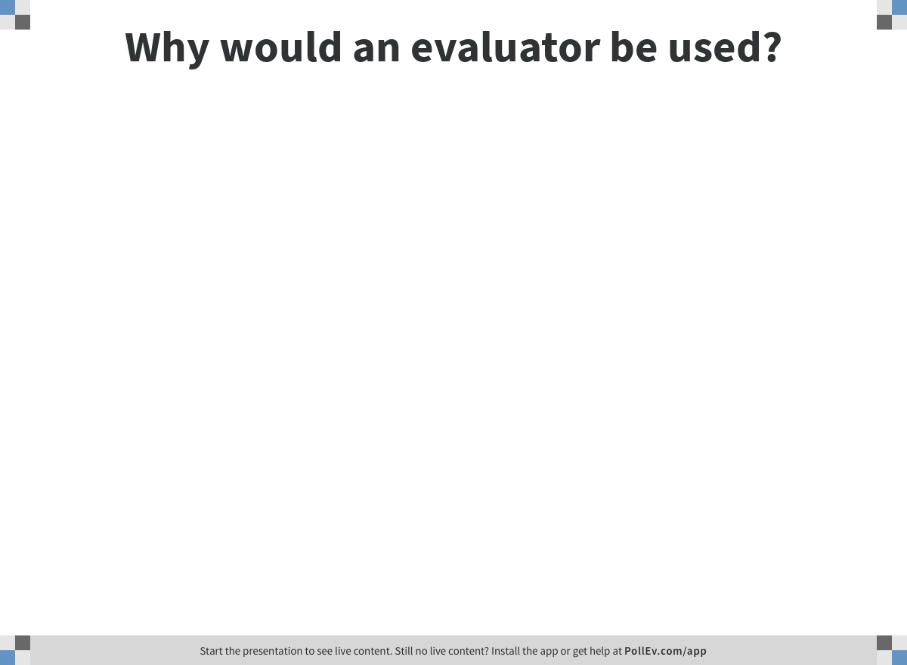 Why would an evaluator be used?
Start the presentation to see live content. Still no live content? Install the app or get help at PollEv.com/app